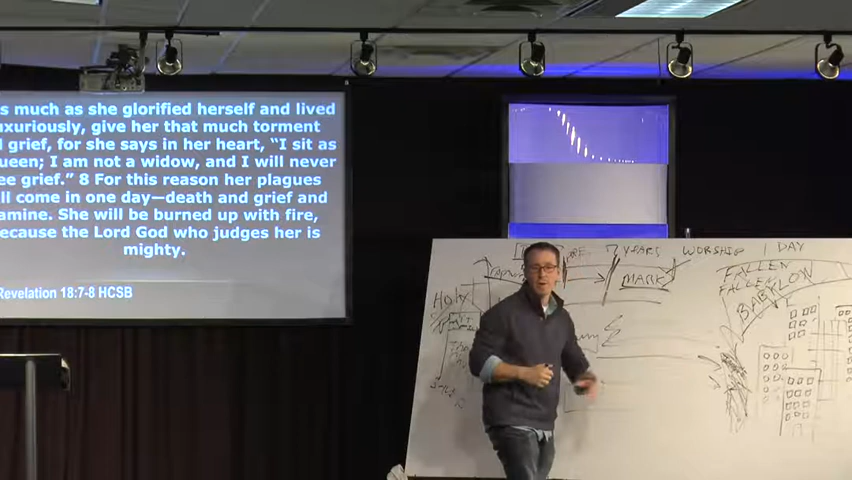 s much as she glorified herself and lived
uxuriously, give her that much torment
d grief, for she says in her heart, “I sit as
ueen; I am not a widow, and I will never
ee grief.” 8 For this reason her plagues
ll come in one day—death and grief and
amine. She will be burned up with fire,
ecause the Lord God who judges her is
mighty.
Revelation 18:7-8 HCSB
7 YEARS WORSHIP 1 DAY
MARK
HOLY
FALLEN
FALLEN
BABYLON